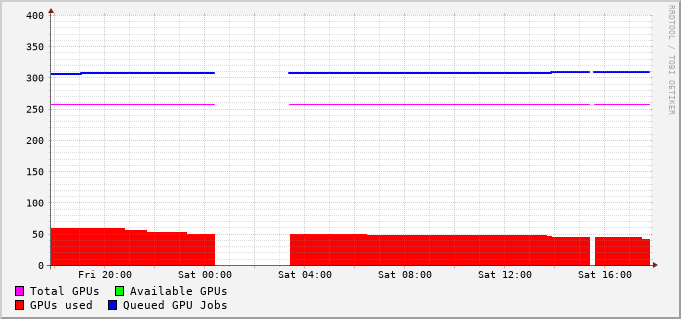 400
350
300
250
200
150
100
50
0
Fri 20:00 Sat 00:00 Sat 04:00 Sat 08:00 Sat 12:00 Sat 16:00
Total GPUs Available GPUs
GPUs used Queued GPU Jobs
RRDTOOL / TOBI OETIKER